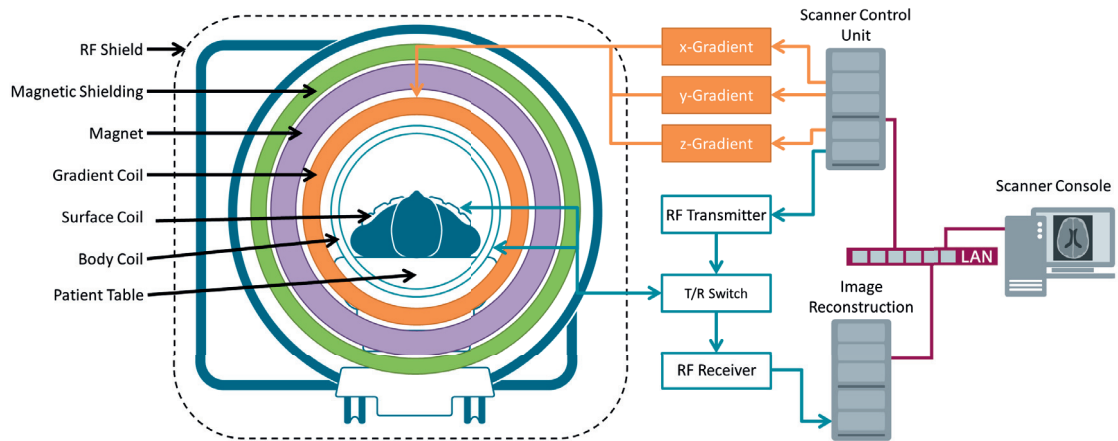 RF Shield
Magnetic Shielding
Magnet
Gradient Coil
Surface Coil
Body Coil
Patient Table
x-Gradient
y-Gradient
z-Gradient
RF Transmitter
T/R Switch
RF Receiver
Scanner Control
Unit
Scanner Console
LAN
Image
Reconstruction